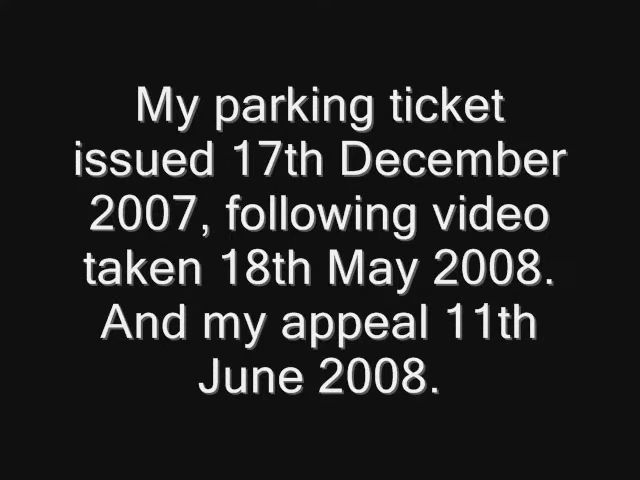 My parking ticket
issued 17th December
2007, following video
taken 18th May 2008.
And my appeal 11th
June 2008.